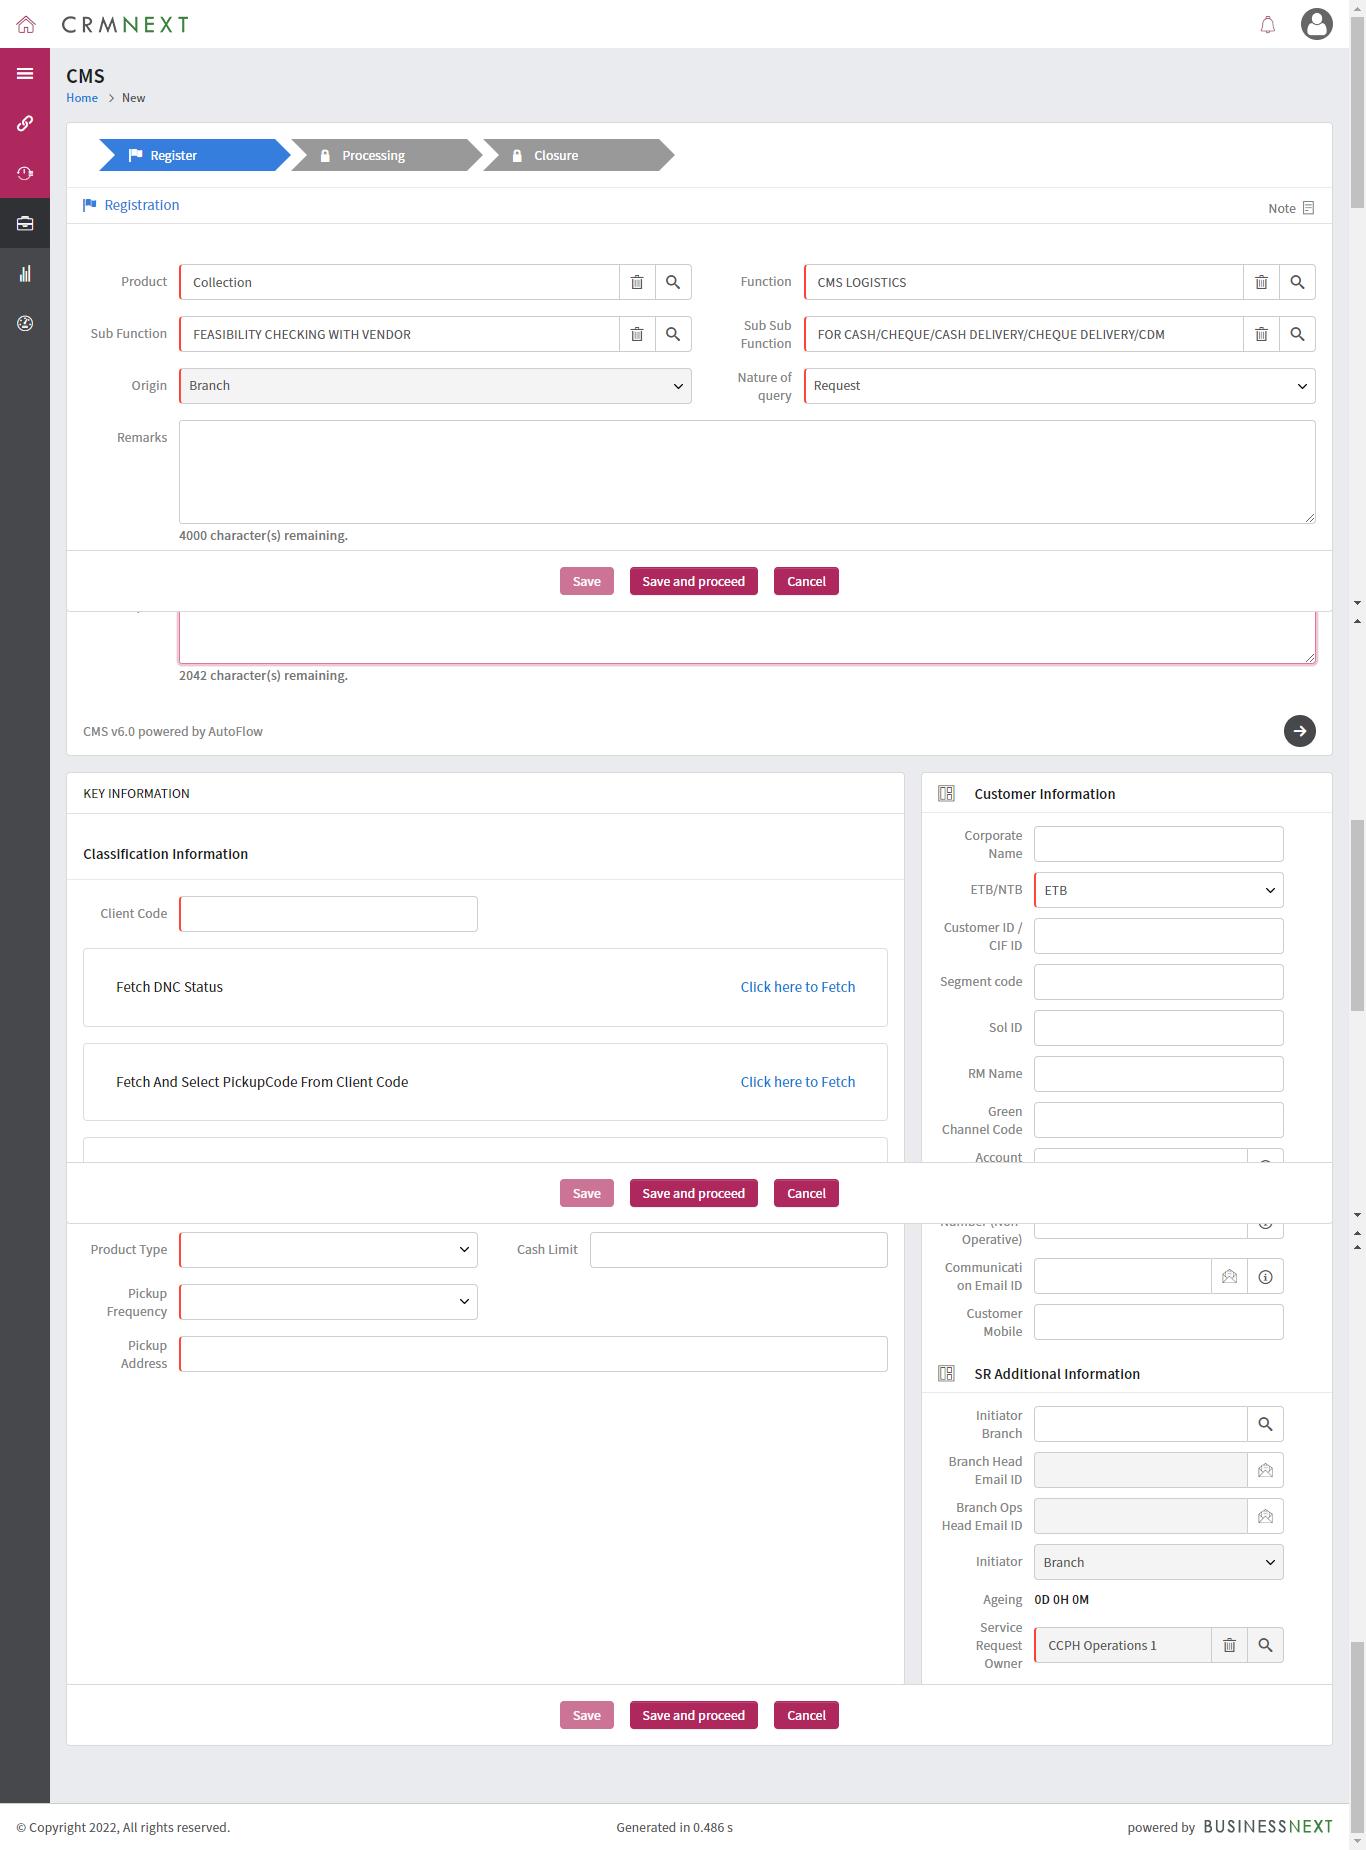 CRMNEXT
CMS
Home > New
Register
Processing
Closure
Registration
Note
Product
Collection
Function
CMS LOGISTICS
Sub Function
FEASIBILITY CHECKING WITH VENDOR
Sub Sub
Function
FOR CASH/CHEQUE/CASH DELIVERY/CHEQUE DELIVERY/CDM
Origin
Branch
Nature of
query
Request
Remarks
4000 character(s) remaining.
Save
Save and proceed
Cancel
2042 character(s) remaining.
CMS v6.0 powered by AutoFlow
KEY INFORMATION
Classification Information
Client Code
Fetch DNC Status
Click here to Fetch
Fetch And Select PickupCode From Client Code
Click here to Fetch
Customer Information
Corporate
Name
ETB/NTB
ETB
Customer ID /
CIF ID
Segment code
Sol ID
RM Name
Green
Channel Code
Account
Save
Save and proceed
Cancel
Number (Non-
Operative)
Product Type
Cash Limit
Pickup
Frequency
Pickup
Address
Communicati
on Email ID
Customer
Mobile
SR Additional Information
Initiator
Branch
Branch Head
Email ID
Branch Ops
Head Email ID
Initiator
Branch
Ageing
0D 0H 0M
Service
Request
Owner
CCPH Operations 1
Save
Save and proceed
Cancel
© Copyright 2022, All rights reserved.
Generated in 0.486 s
powered by BUSINESSNEXT